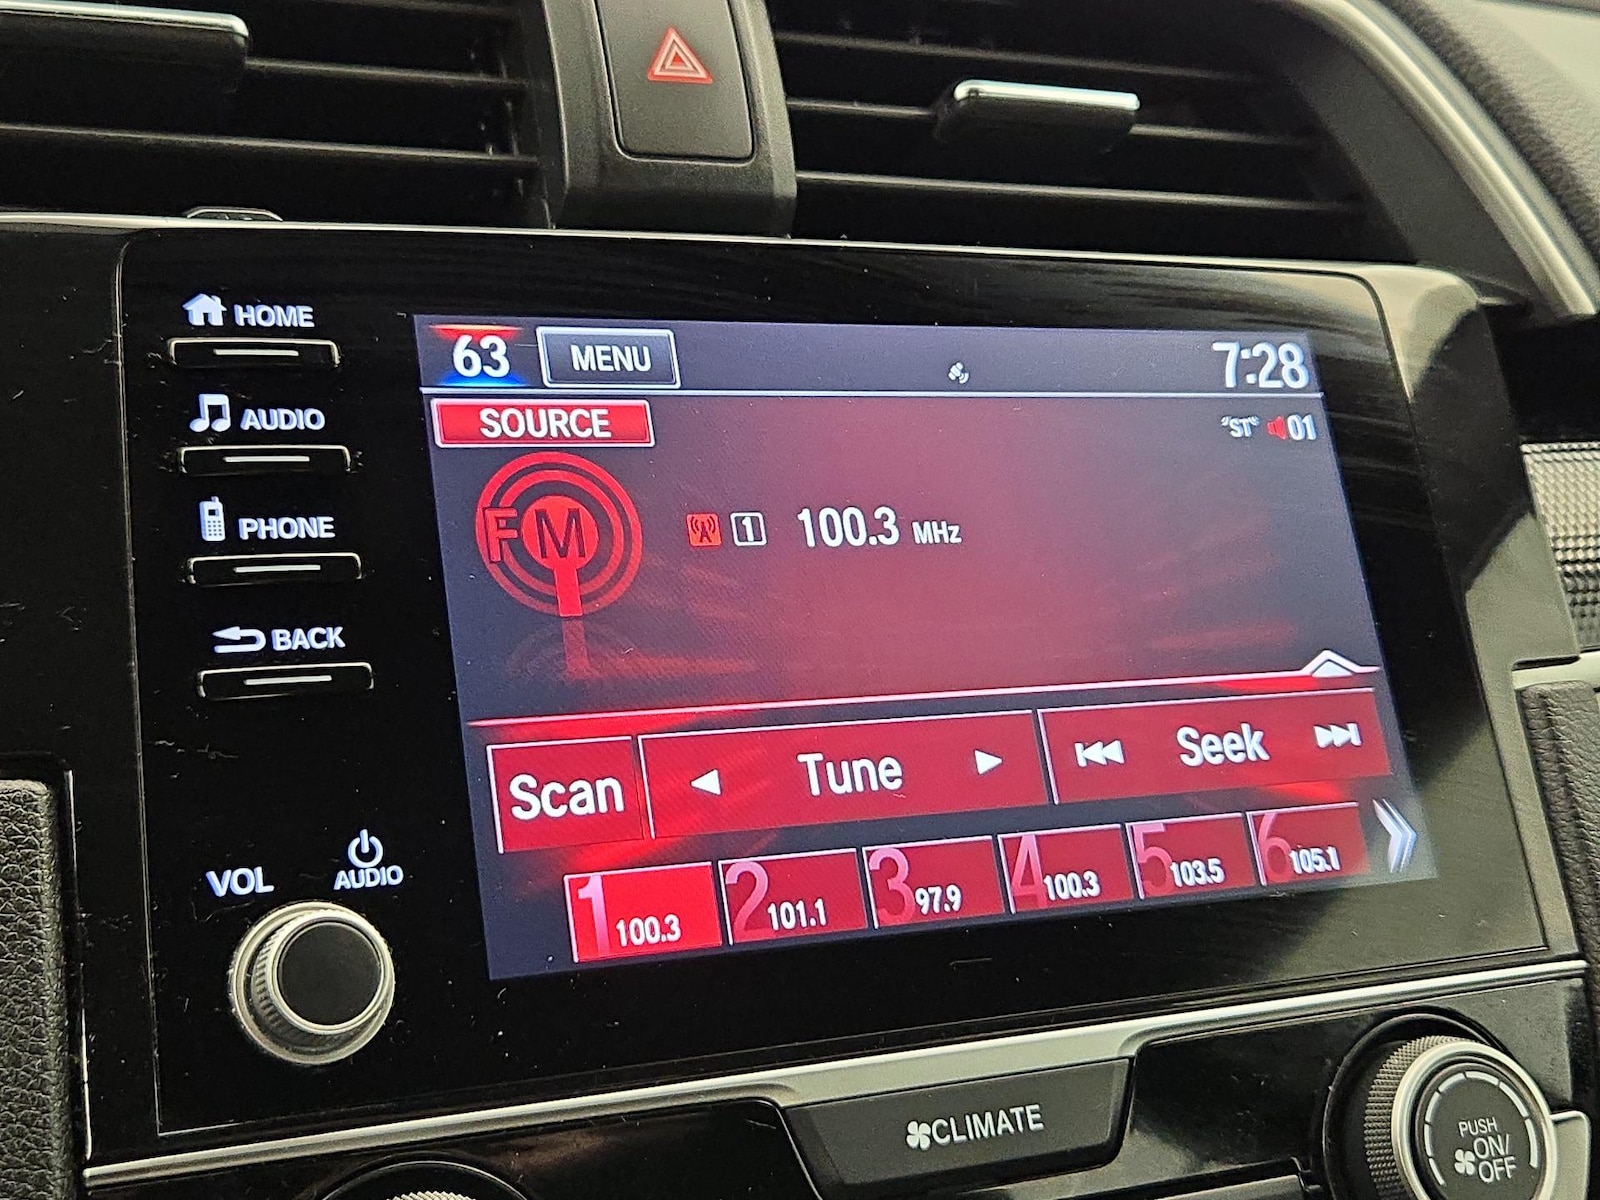 HOME
AUDIO
PHONE
BACK
VOL
AUDIO
63 MENU 7:28
SOURCE
"ST" 01
FM
1 100.3 MHz
Scan Tune Seek
1 100.3
2 101.1
3 97.9
4 100.3
5 103.5
6 105.1
CLIMATE
PUSH
ON/
OFF